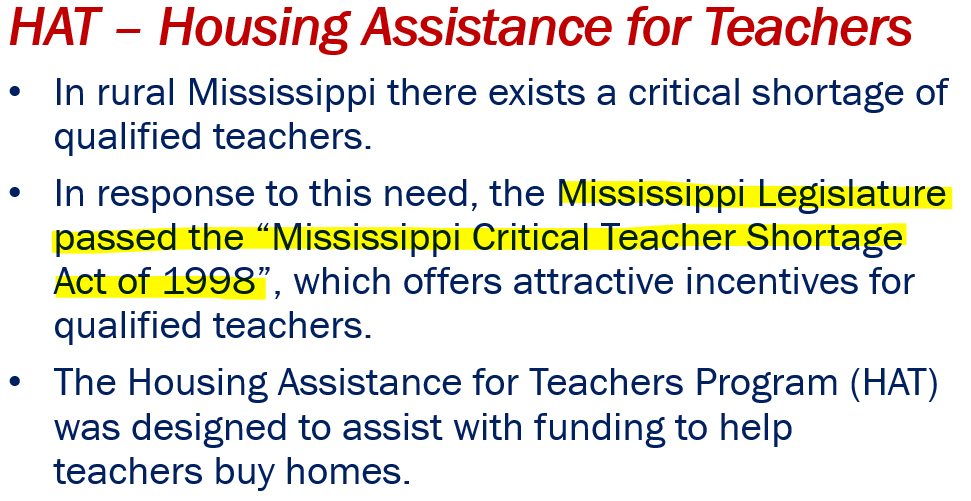 HAT – Housing Assistance for Teachers
• In rural Mississippi there exists a critical shortage of
qualified teachers.
• In response to this need, the Mississippi Legislature
passed the “Mississippi Critical Teacher Shortage
Act of 1998”, which offers attractive incentives for
qualified teachers.
• The Housing Assistance for Teachers Program (HAT)
was designed to assist with funding to help
teachers buy homes.